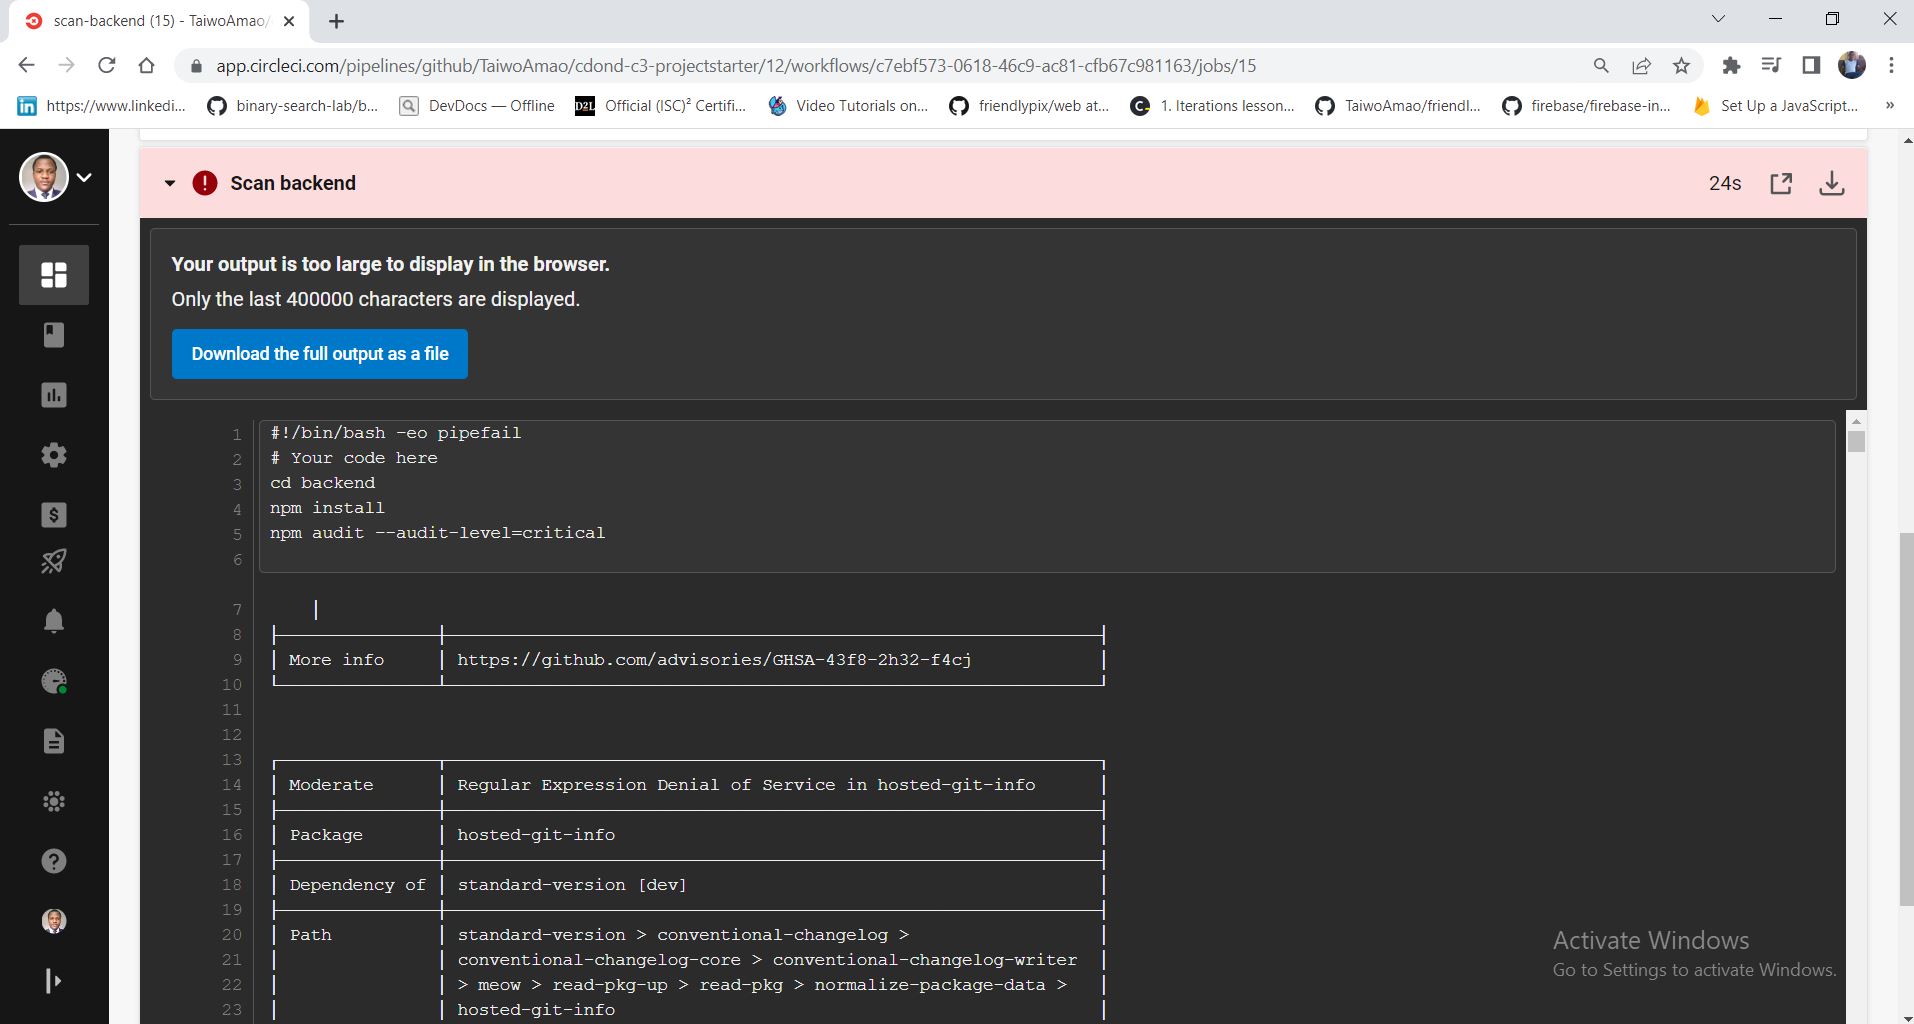 scan-backend (15) - TaiwoAmao/
app.circleci.com/pipelines/github/TaiwoAmao/cdond-c3-projectstarter/12/workflows/c7ebf573-0618-46c9-ac81-cfb67c981163/jobs/15
https://www.linkedi... binary-search-lab/b... DevDocs — Offline D2L Official (ISC)² Certifi... Video Tutorials on... friendlypix/web at... 1. Iterations lesson... TaiwoAmao/friendl... firebase/firebase-in... Set Up a JavaScript... »
Scan backend 24s
Your output is too large to display in the browser.
Only the last 400000 characters are displayed.
Download the full output as a file
1 #!/bin/bash -eo pipefail
2 # Your code here
3 cd backend
4 npm install
5 npm audit --audit-level=critical
6
7
8
9 More info https://github.com/advisories/GHSA-43f8-2h32-f4cj
10
11
12
13
14 Moderate Regular Expression Denial of Service in hosted-git-info
15
16 Package hosted-git-info
17
18 Dependency of standard-version [dev]
19
20 Path standard-version > conventional-changelog >
21 conventional-changelog-core > conventional-changelog-writer
22 > meow > read-pkg-up > read-pkg > normalize-package-data >
23 hosted-git-info
Activate Windows
Go to Settings to activate Windows.